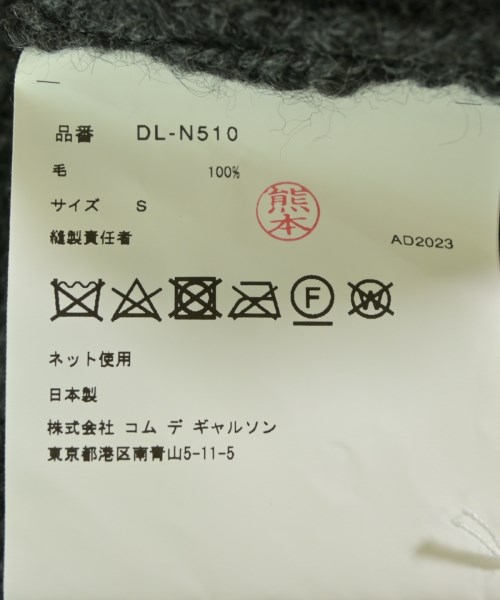 品番 DL-N510
毛 100%
サイズ S
縫製責任者
熊本
AD2023
F
W
ネット使用
日本製
株式会社 コム デ ギャルソン
東京都港区南青山5-11-5